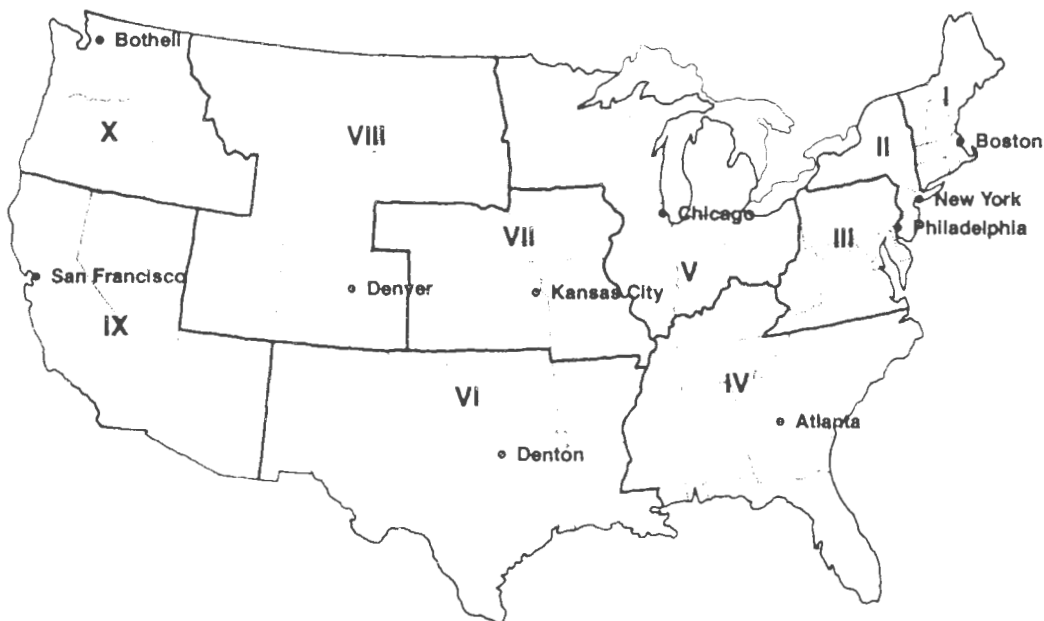 Bothell
I
X
VIII
II
Boston
New York
Chicago
VII
III
Philadelphia
V
San Francisco
Denver
Kansas City
IX
IV
VI
Atlanta
Denton